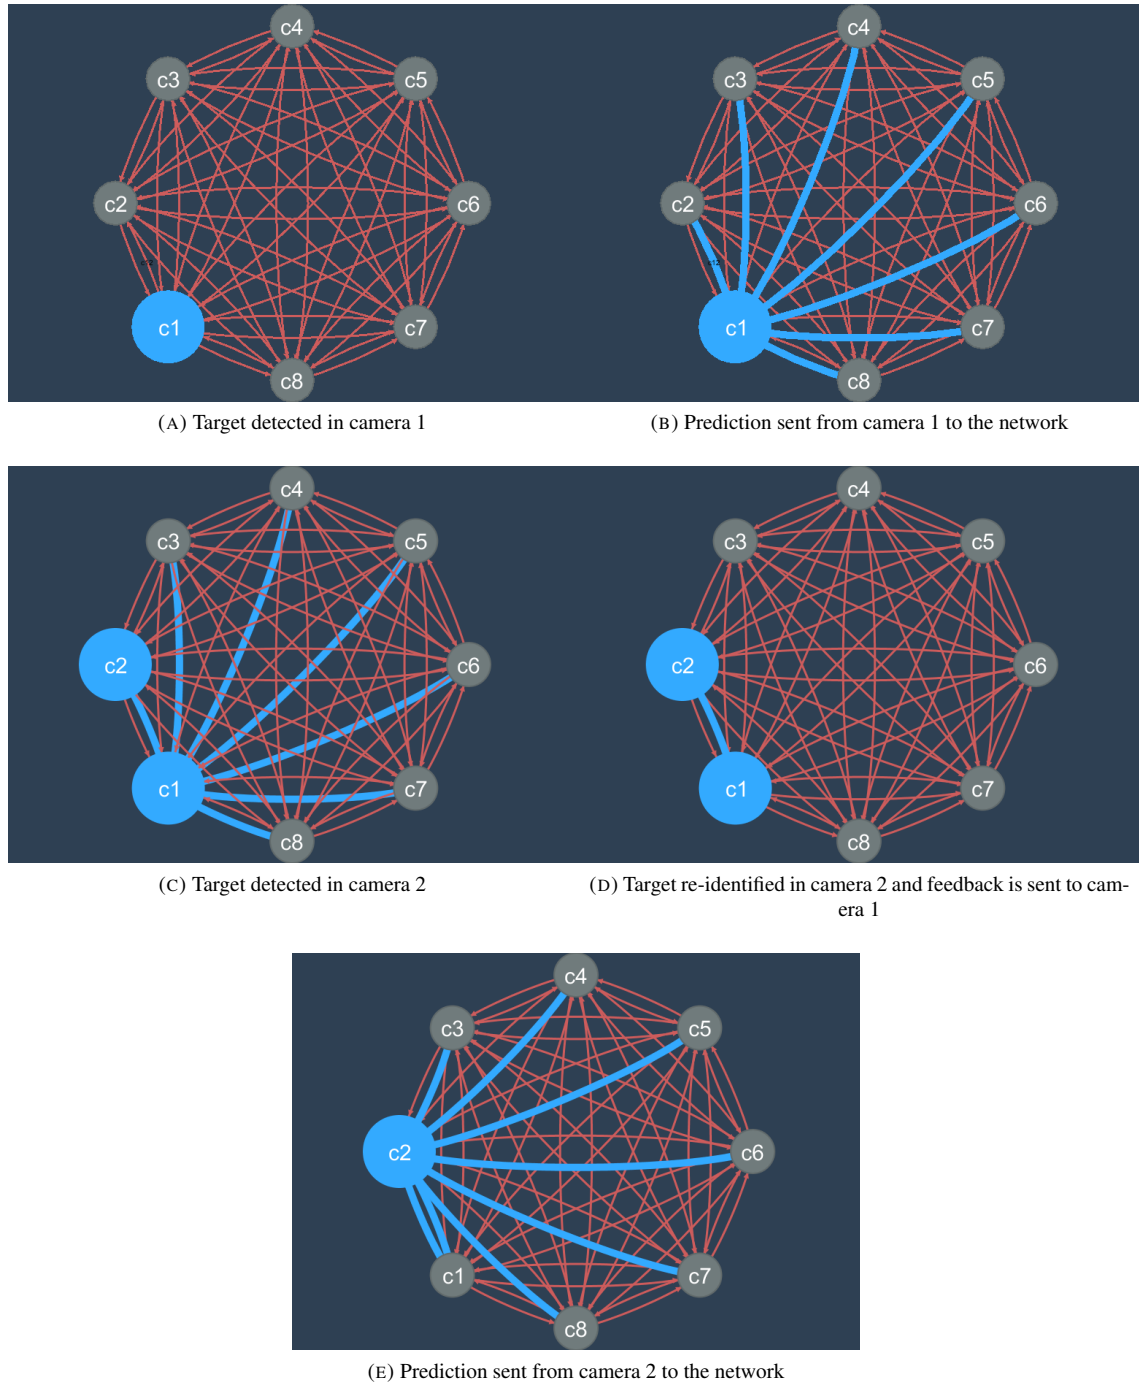 c4
c3
c5
c2
c6
c1
c7
c8
(A) Target detected in camera 1
c4
c3
c5
c2
c6
c1
c7
c8
(B) Prediction sent from camera 1 to the network
c4
c3
c5
c2
c6
c1
c7
c8
(C) Target detected in camera 2
c4
c3
c5
c2
c6
c1
c7
c8
(D) Target re-identified in camera 2 and feedback is sent to cam-
era 1
c4
c3
c5
c2
c6
c1
c7
c8
(E) Prediction sent from camera 2 to the network